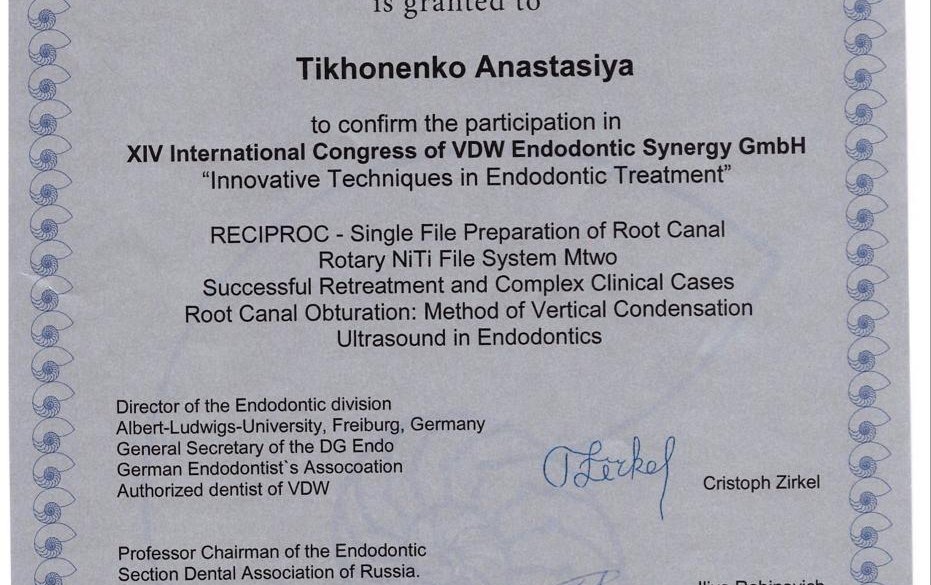 is granted to
Tikhonenko Anastasiya
to confirm the participation in
XIV International Congress of VDW Endodontic Synergy GmbH
“Innovative Techniques in Endodontic Treatment”
RECIPROC - Single File Preparation of Root Canal
Rotary NiTi File System Mtwo
Successful Retreatment and Complex Clinical Cases
Root Canal Obturation: Method of Vertical Condensation
Ultrasound in Endodontics
Director of the Endodontic division
Albert-Ludwigs-University, Freiburg, Germany
General Secretary of the DG Endo
German Endodontist`s Assocoation
Authorized dentist of VDW
Zirkel
Cristoph Zirkel
Professor Chairman of the Endodontic
Section Dental Association of Russia.